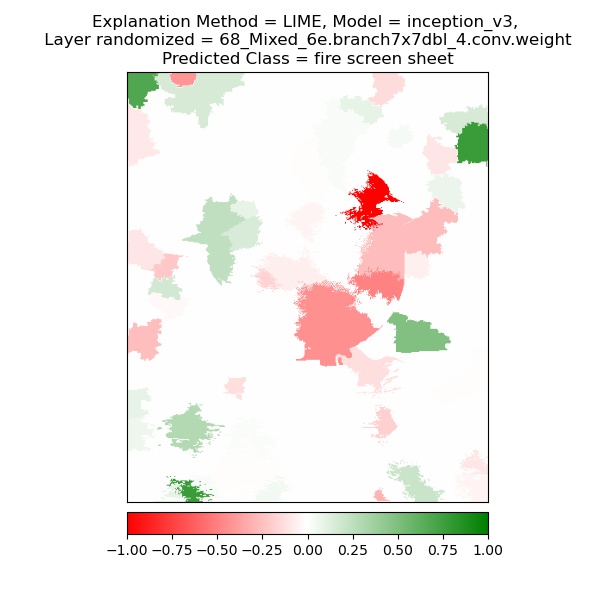 Explanation Method = LIME, Model = inception_v3,
Layer randomized = 68_Mixed_6e.branch7x7dbl_4.conv.weight
Predicted Class = fire screen sheet
−1.00 −0.75 −0.50 −0.25 0.00 0.25 0.50 0.75 1.00